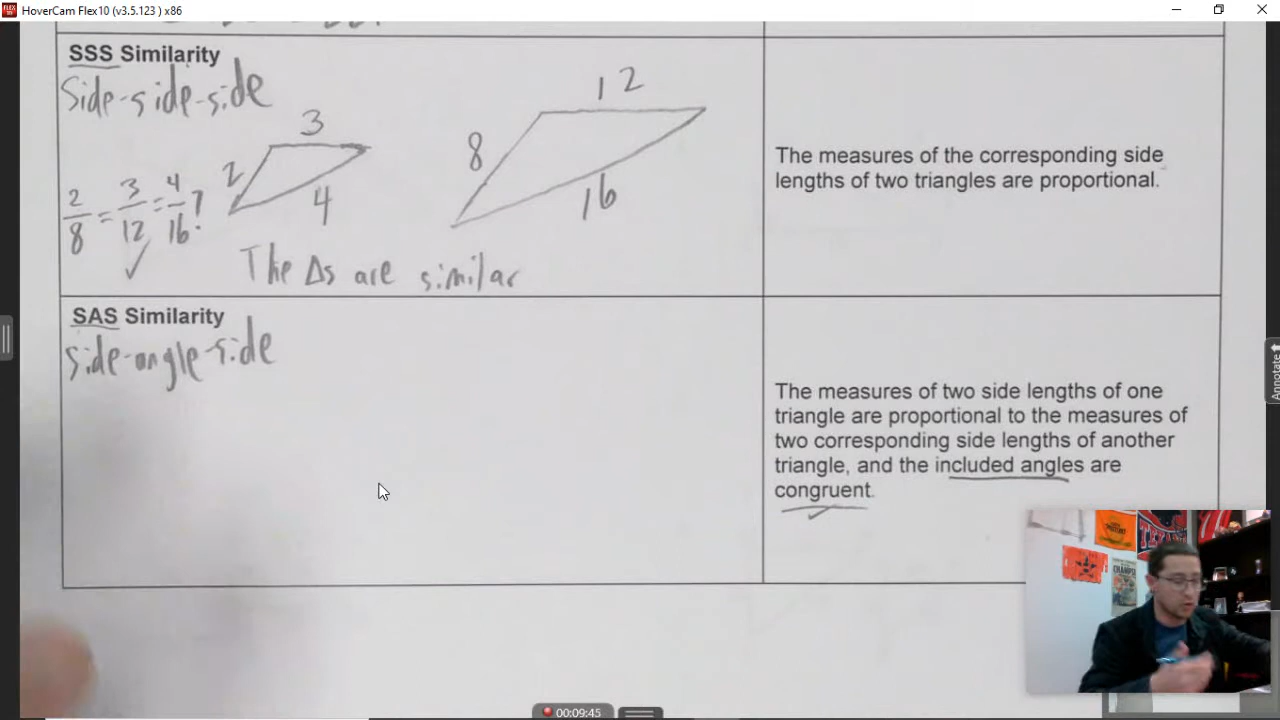 HoverCam Flex10 (v3.5.123 ) x86
SSS Similarity
Side-side-side
3
2
4
12
8
16
2/8 = 3/12 = 4/16 ?
✓
The Δs are similar
The measures of the corresponding side
lengths of two triangles are proportional.
SAS Similarity
side-angle-side
The measures of two side lengths of one
triangle are proportional to the measures of
two corresponding side lengths of another
triangle, and the included angles are
congruent.
Annotate
CHAMPS
TEXAS
00:09:45